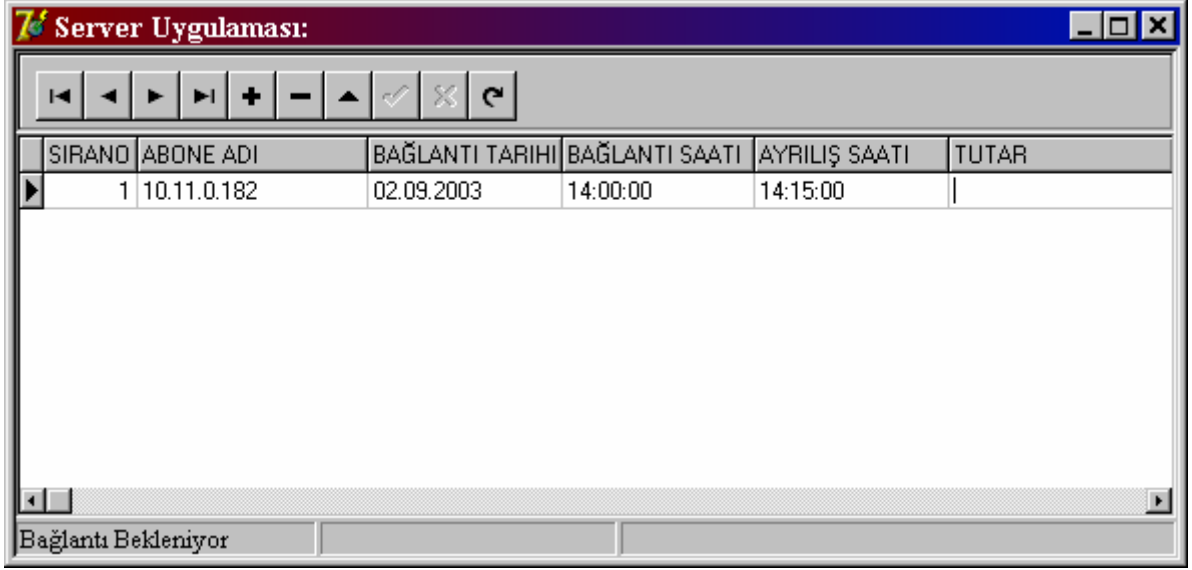 Server Uygulaması:
SIRANO ABONE ADI BAĞLANTI TARIHI BAĞLANTI SAATI AYRILIŞ SAATI TUTAR
1 10.11.0.182 02.09.2003 14:00:00 14:15:00
Bağlantı Bekleniyor